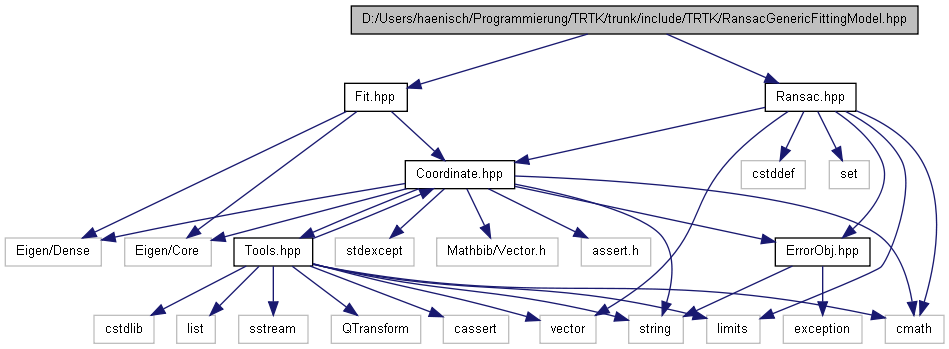 D:/Users/haenisch/Programmierung/TRTK/trunk/include/TRTK/RansacGenericFittingModel.hpp
Fit.hpp
Ransac.hpp
Coordinate.hpp
cstddef
set
Eigen/Dense
Eigen/Core
Tools.hpp
stdexcept
Mathbib/Vector.h
assert.h
ErrorObj.hpp
cstdlib
list
sstream
QTransform
cassert
vector
string
limits
exception
cmath